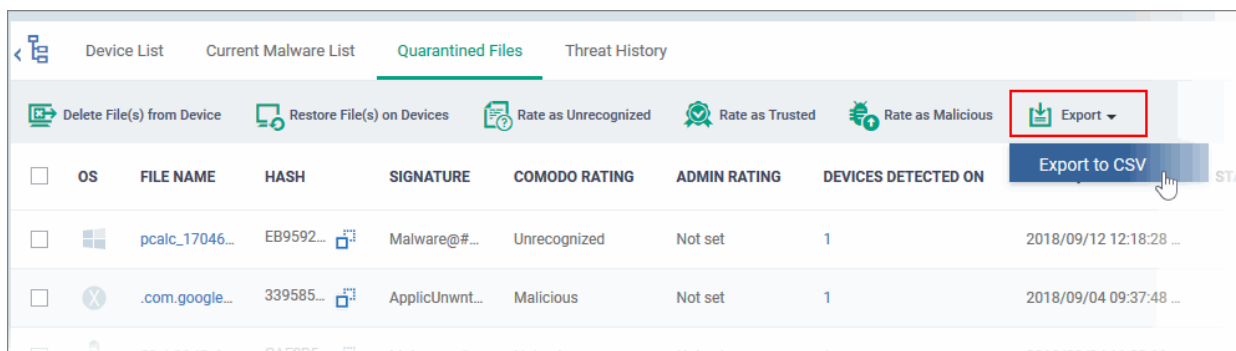 Device List Current Malware List Quarantined Files Threat History
Delete File(s) from Device Restore File(s) on Devices Rate as Unrecognized Rate as Trusted Rate as Malicious Export
Export to CSV
OS FILE NAME HASH SIGNATURE COMODO RATING ADMIN RATING DEVICES DETECTED ON
pcalc_17046... EB9592... Malware@#... Unrecognized Not set 1 2018/09/12 12:18:28 ...
.com.google... 339585... ApplicUnwnt... Malicious Not set 1 2018/09/04 09:37:48 ...